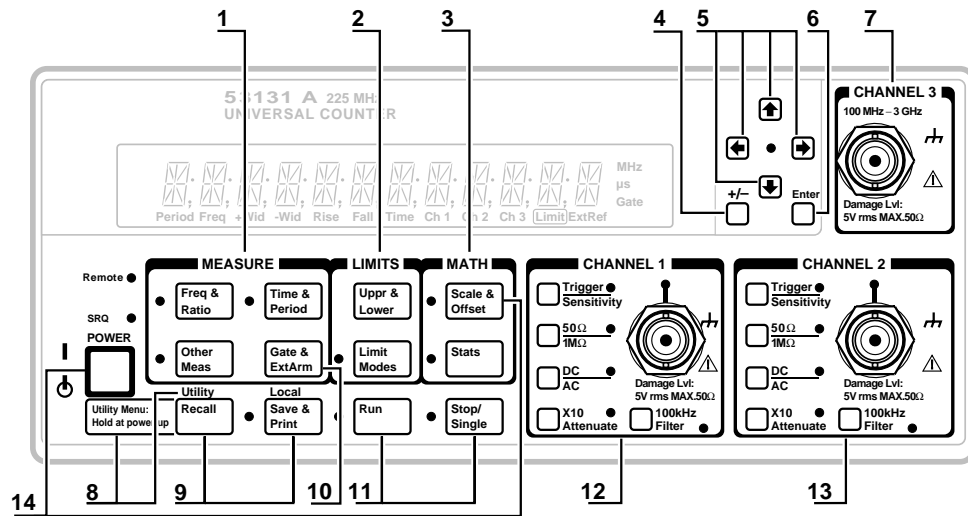 1 2 3 4 5 6 7
53131 A 225 MHz
UNIVERSAL COUNTER
MHz
µs
Gate
Period Freq +Wid -Wid Rise Fall Time Ch 1 Ch 2 Ch 3 Limit ExtRef
+/–
Enter
CHANNEL 3
100 MHz – 3 GHz
Damage Lvl:
5V rms MAX.50Ω
Remote
SRQ
POWER
Utility Menu:
Hold at power up
MEASURE
Freq &
Ratio
Time &
Period
Other
Meas
Gate &
ExtArm
LIMITS
Uppr &
Lower
Limit
Modes
MATH
Scale &
Offset
Stats
Utility
Recall
Local
Save &
Print
Run
Stop/
Single
CHANNEL 1
Trigger
Sensitivity
50Ω
1MΩ
DC
AC
X10
Attenuate
100kHz
Filter
Damage Lvl:
5V rms MAX.50Ω
CHANNEL 2
Trigger
Sensitivity
50Ω
1MΩ
DC
AC
X10
Attenuate
100kHz
Filter
Damage Lvl:
5V rms MAX.50Ω
14 8 9 10 11 12 13